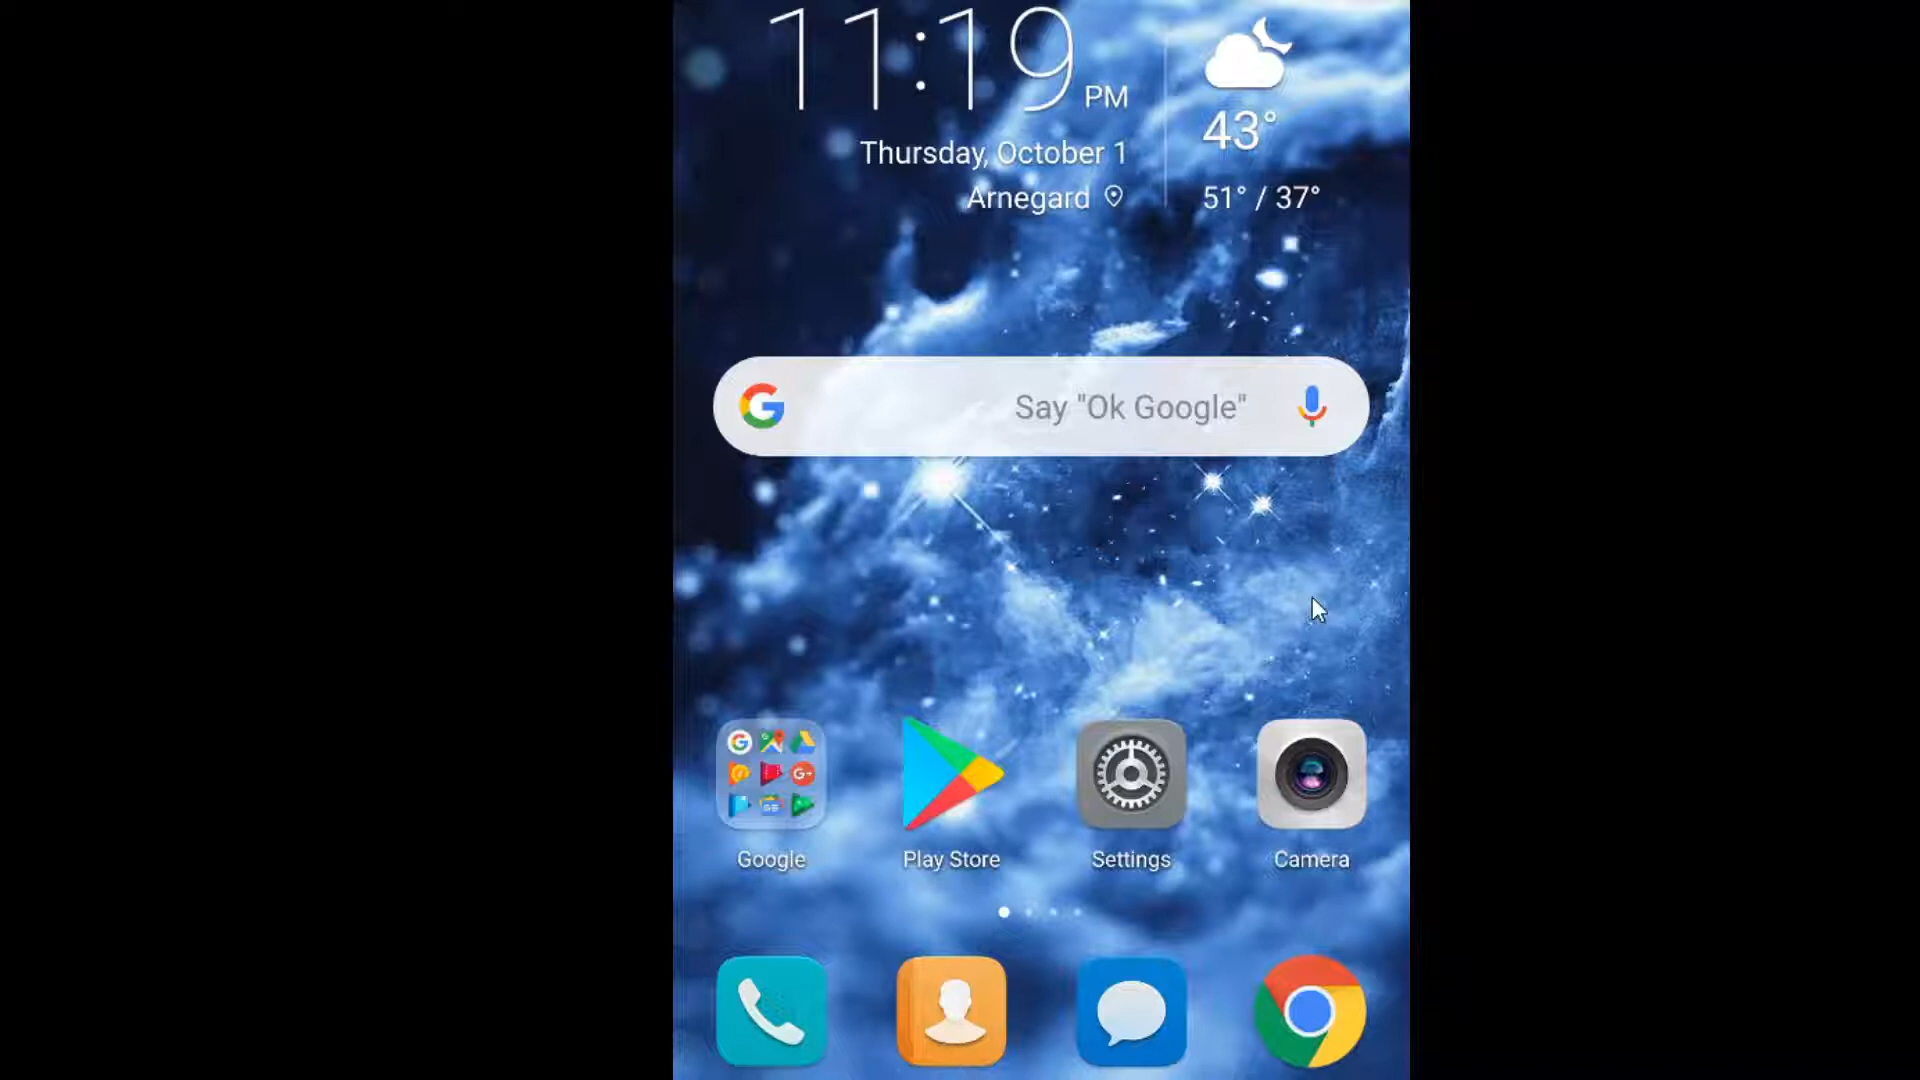 11:19 PM
Thursday, October 1
Arnegard
43°
51° / 37°
Say "Ok Google"
Google
Play Store
Settings
Camera